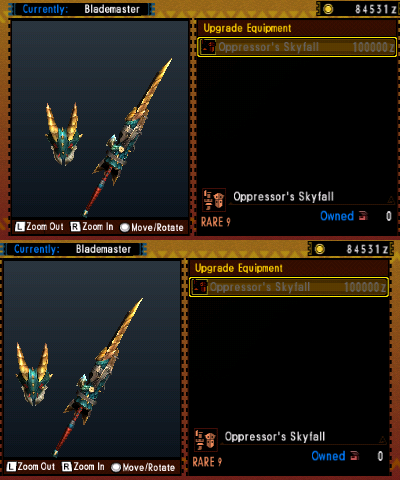 Currently: Blademaster 84531z
Upgrade Equipment
Oppressor's Skyfall 100000z
Oppressor's Skyfall
Owned 0
RARE 9
L Zoom Out R Zoom In Move/Rotate
Currently: Blademaster 84531z
Upgrade Equipment
Oppressor's Skyfall 100000z
Oppressor's Skyfall
Owned 0
RARE 9
L Zoom Out R Zoom In Move/Rotate